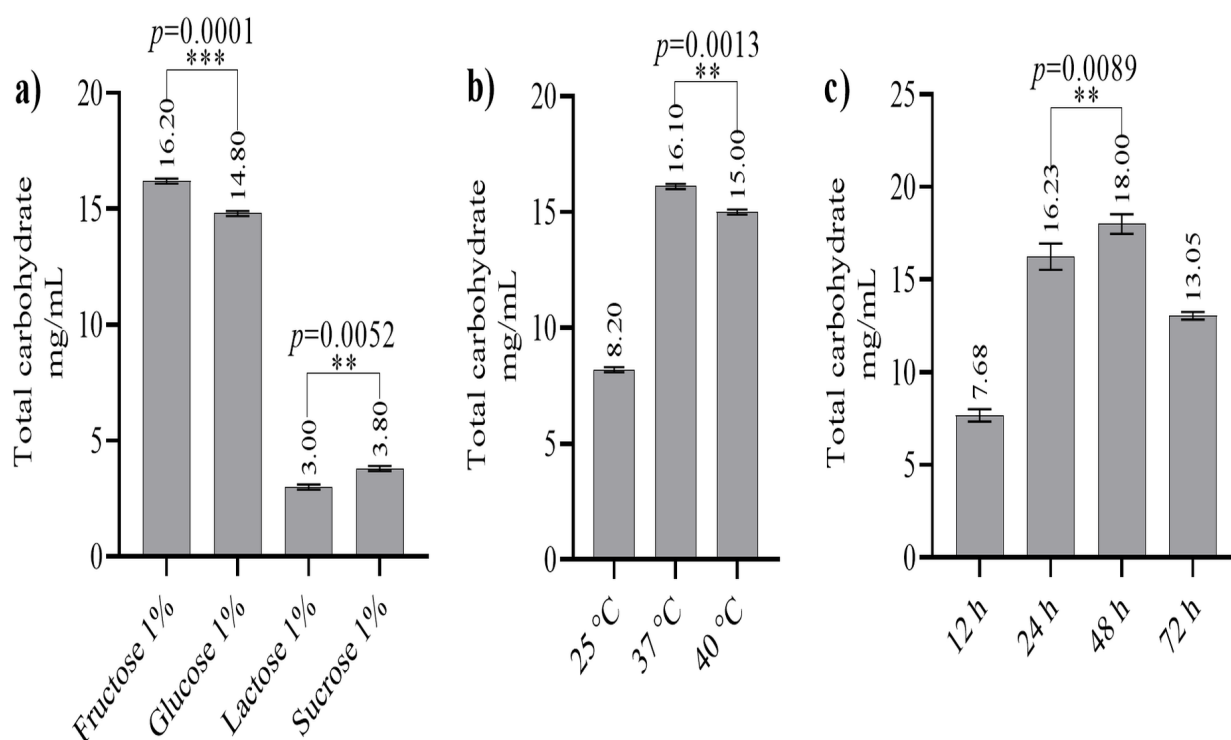 a)
p=0.0001
***
20
15
10
5
0
Total carbohydrate
mg/mL
16.20
14.80
p=0.0052
**
3.00
3.80
Fructose 1%
Glucose 1%
Lactose 1%
Sucrose 1%
b)
p=0.0013
**
20
15
10
5
0
Total carbohydrate
mg/mL
8.20
16.10
15.00
25 °C
37 °C
40 °C
c)
p=0.0089
**
25
20
15
10
5
0
Total carbohydrate
mg/mL
7.68
16.23
18.00
13.05
12 h
24 h
48 h
72 h